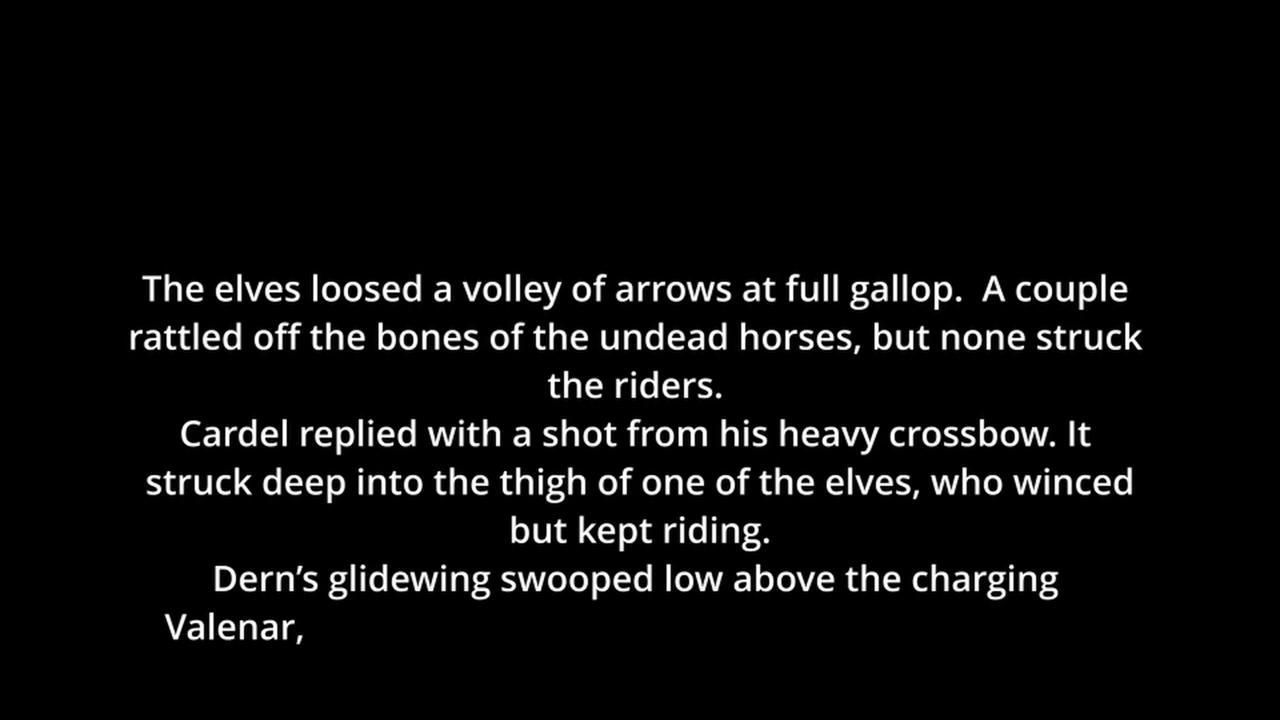 The elves loosed a volley of arrows at full gallop.  A couple
rattled off the bones of the undead horses, but none struck
the riders.
Cardel replied with a shot from his heavy crossbow. It
struck deep into the thigh of one of the elves, who winced
but kept riding.
Dern’s glidewing swooped low above the charging
Valenar,